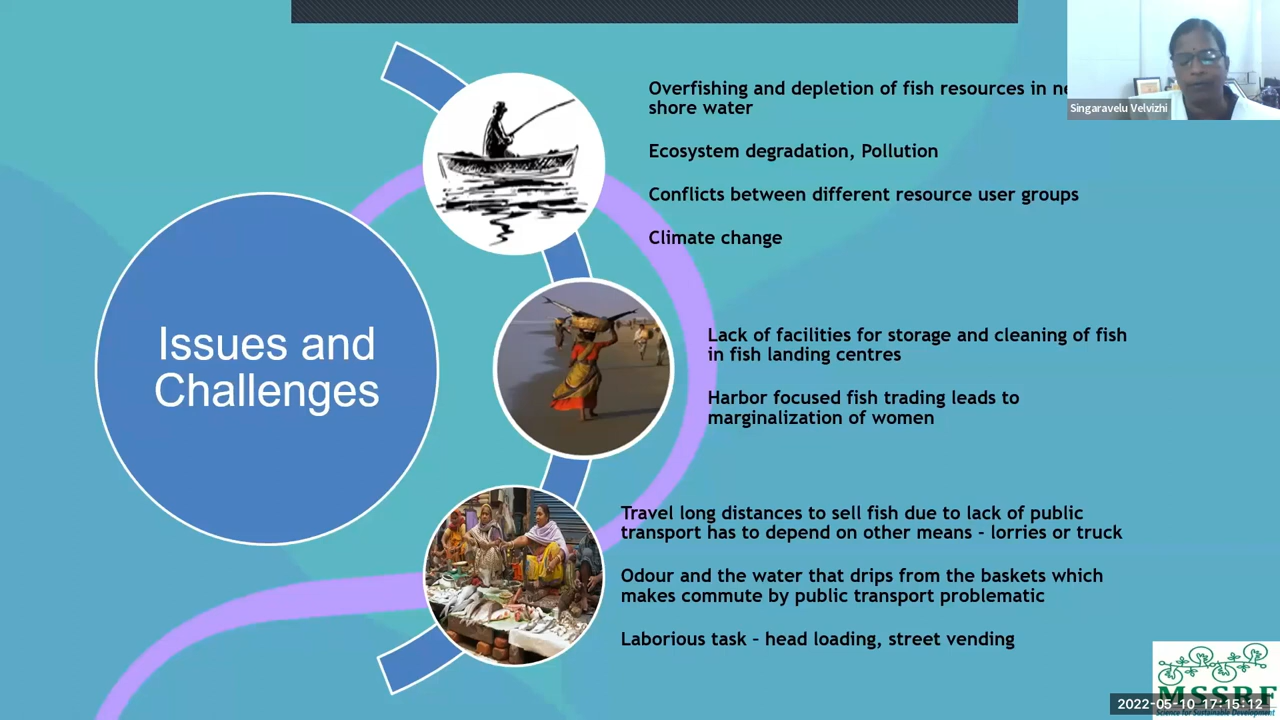 Overfishing and depletion of fish resources in
shore water
Singaravelu Velvizhi
Ecosystem degradation, Pollution
Conflicts between different resource user groups
Climate change
Issues and
Challenges
Lack of facilities for storage and cleaning of fish
in fish landing centres
Harbor focused fish trading leads to
marginalization of women
Travel long distances to sell fish due to lack of public
transport has to depend on other means - lorries or truck
Odour and the water that drips from the baskets which
makes commute by public transport problematic
Laborious task - head loading, street vending
MSSRF
2022-05-10 17:15:12
Science for Sustainable Development